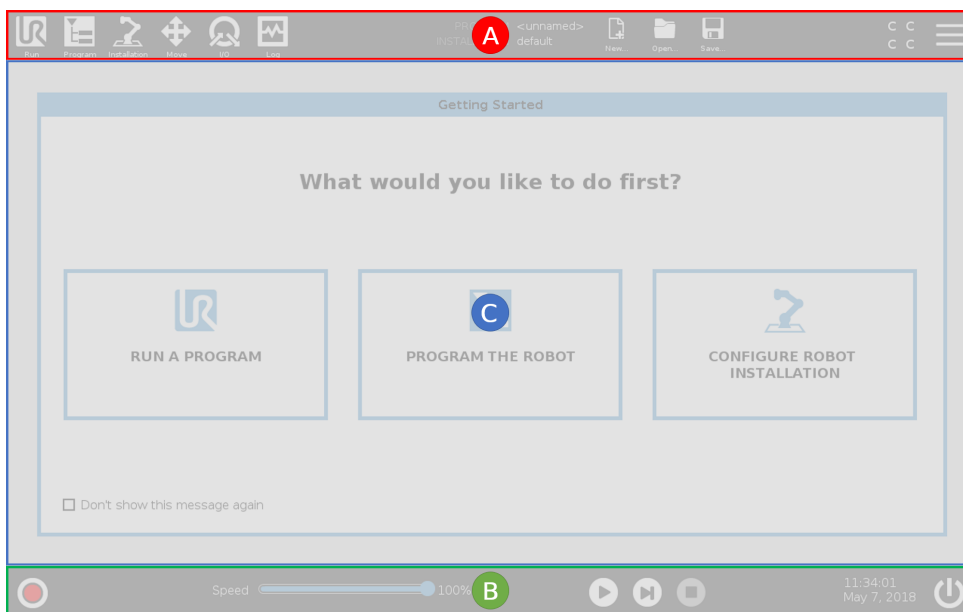 <unnamed>
default
A
Run
Program
Installation
Move
I/O
Log
New...
Open...
Save...
C C
C C
Getting Started
What would you like to do first?
C
RUN A PROGRAM
PROGRAM THE ROBOT
CONFIGURE ROBOT
INSTALLATION
Don't show this message again
Speed
100%
B
11:34:01
May 7, 2018